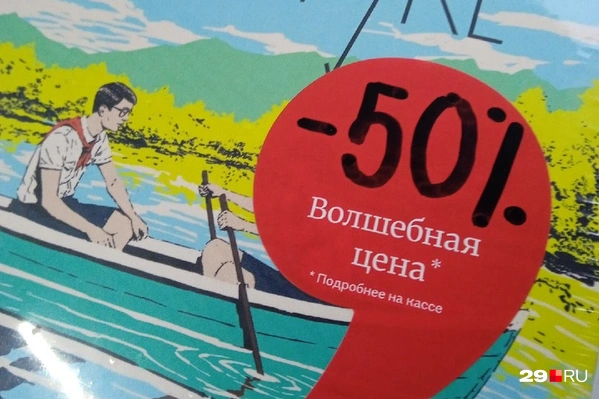 -50%
Волшебная
цена*
* Подробнее на кассе
29.RU